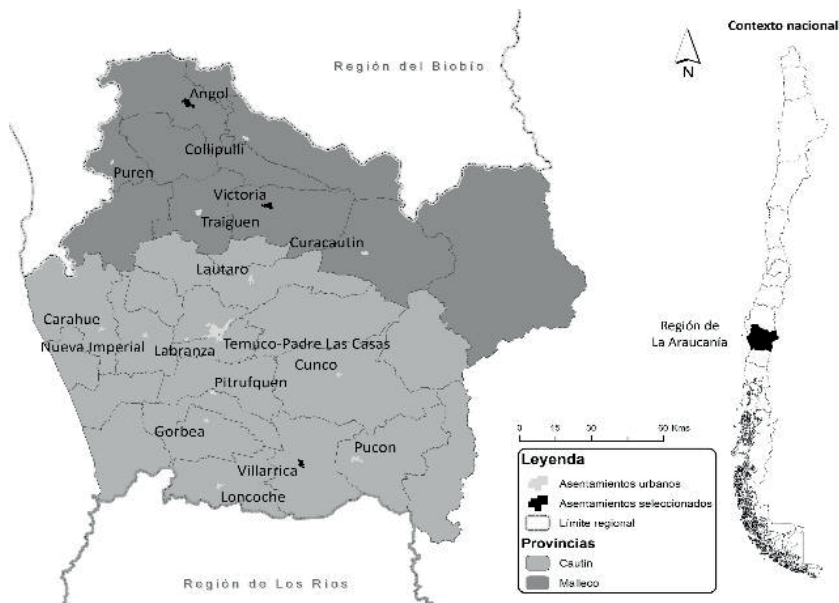 Contexto nacional
Región del Biobío
N
Angol
Collipulli
Puren
Victoria
Traiguen
Curacautin
Lautaro
Carahue
Nueva Imperial
Labranza
Temuco-Padre Las Casas
Cunco
Pitrufquen
Gorbea
Pucon
Villarrica
Loncoche
Región de Los Ríos
Región de
La Araucanía
0 15 30 60 Kms
Leyenda
Asentamientos urbanos
Asentamientos seleccionados
Límite regional
Provincias
Cautin
Malleco